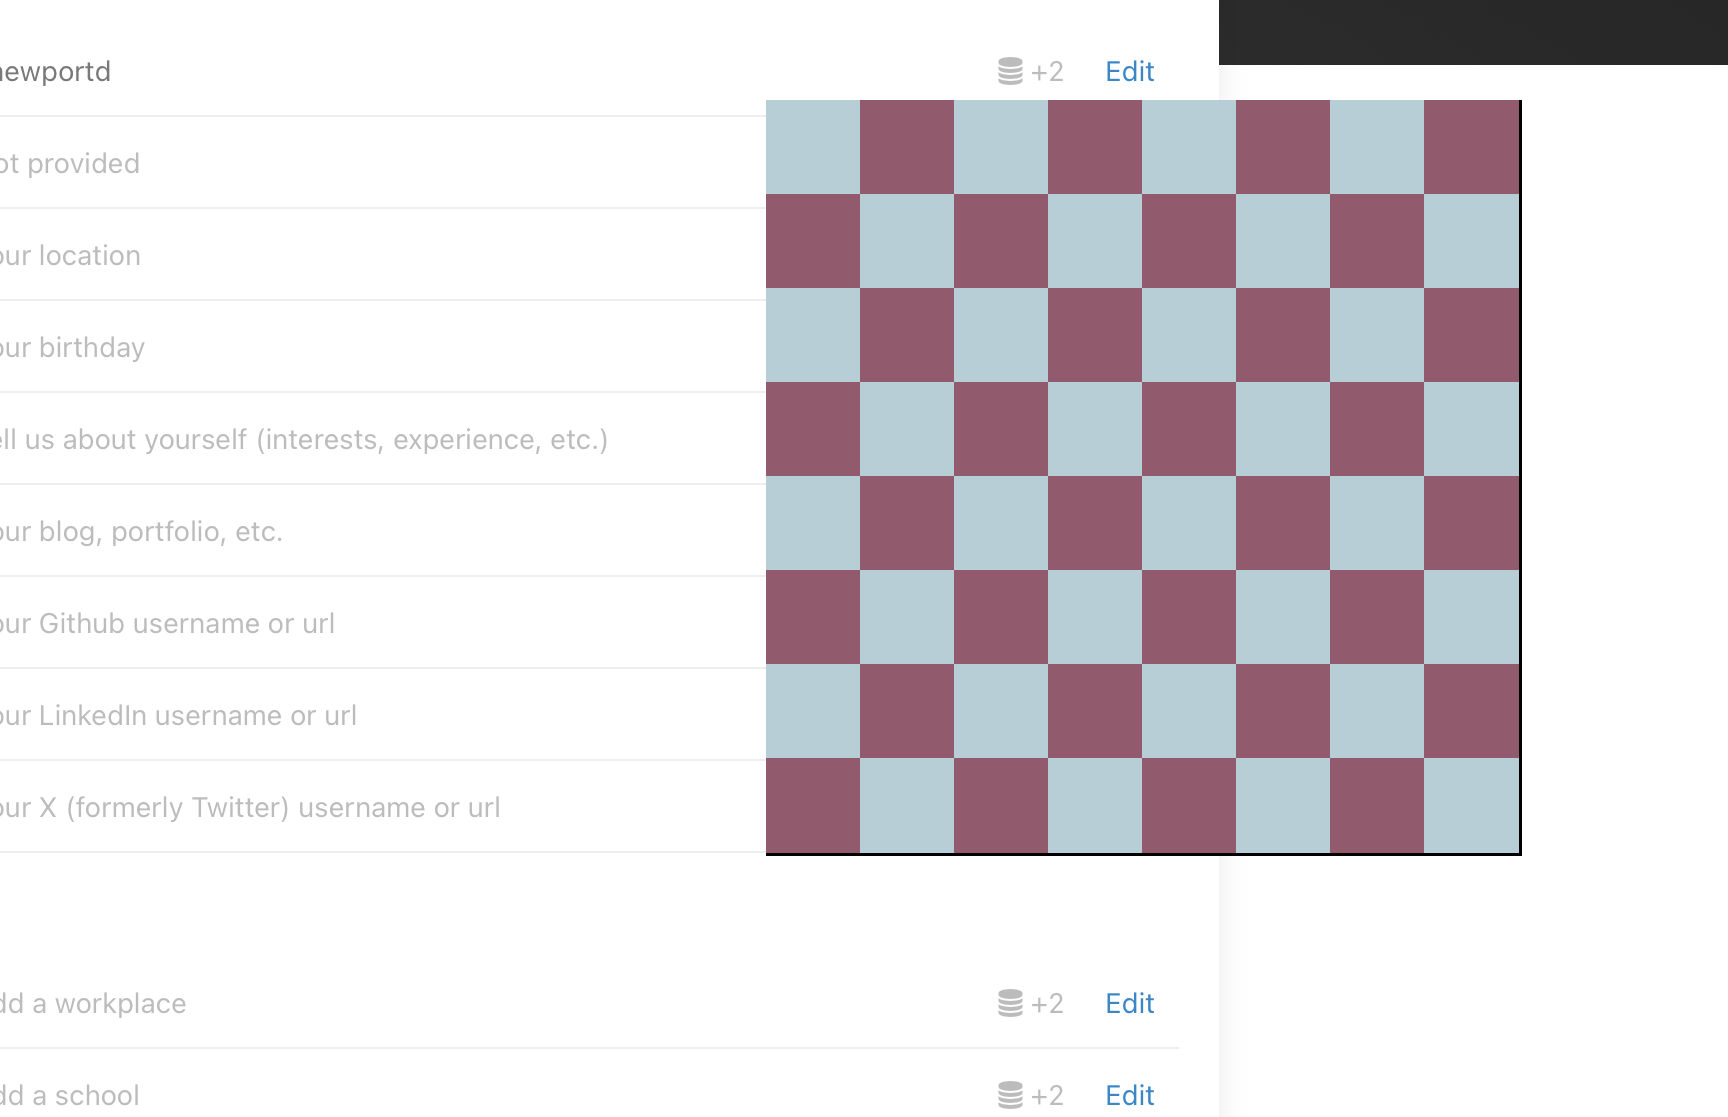 newportd +2 Edit
ot provided
our location
our birthday
ell us about yourself (interests, experience, etc.)
our blog, portfolio, etc.
our Github username or url
our LinkedIn username or url
our X (formerly Twitter) username or url
dd a workplace +2 Edit
dd a school +2 Edit